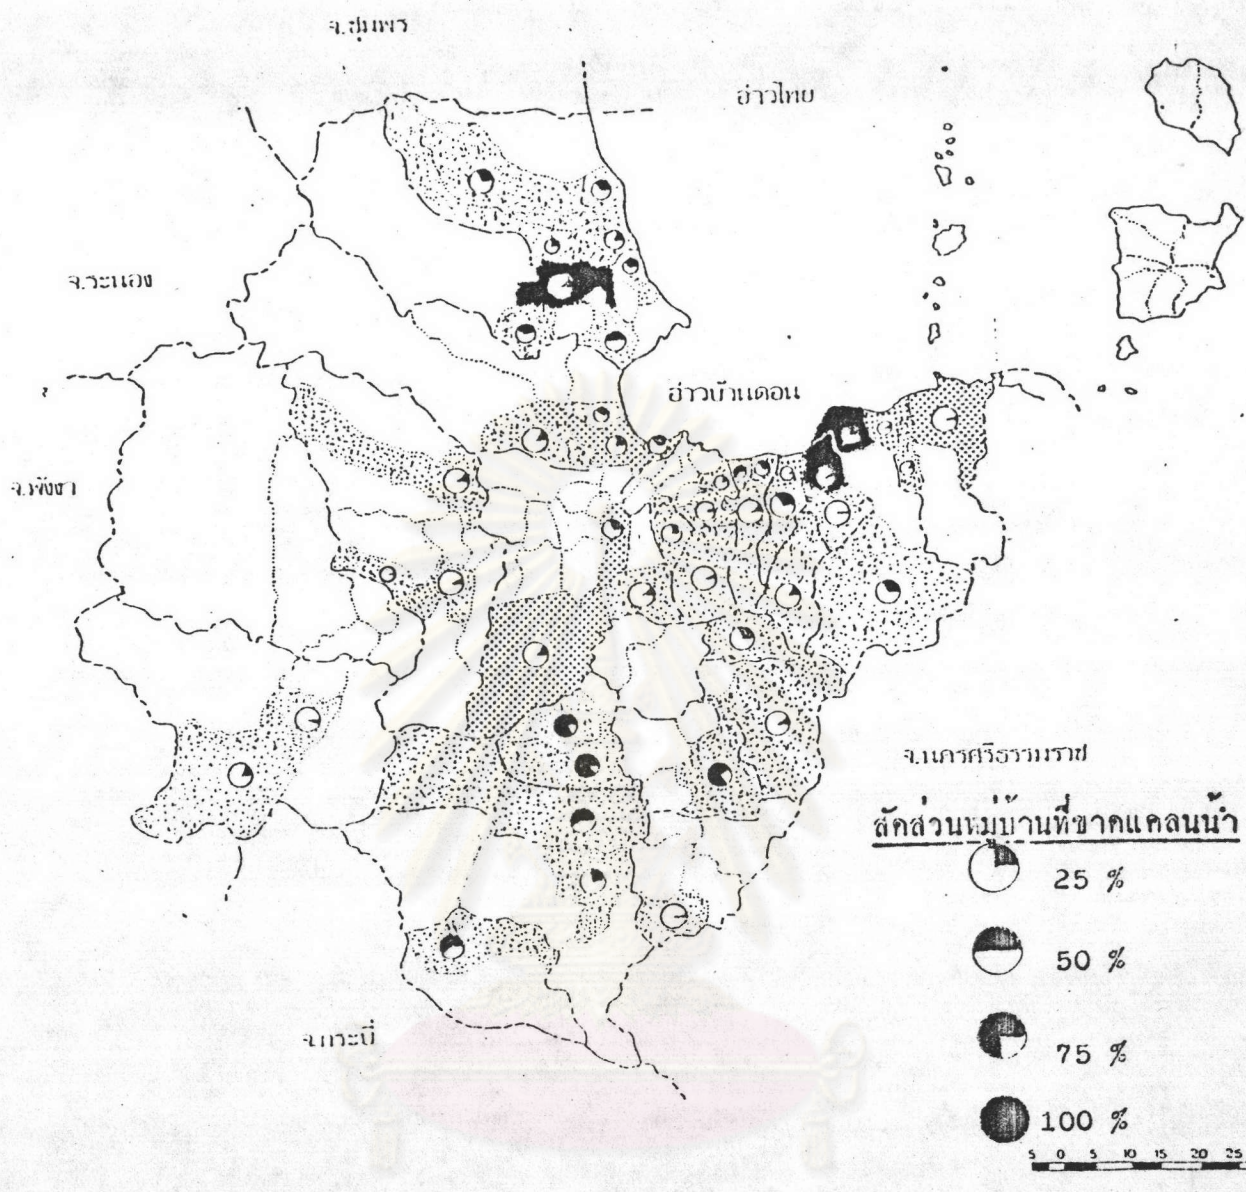 จ.ชุมพร
อ่าวไทย
จ.ระนอง
อ่าวบ้านดอน
จ.พังงา
จ.นครศรีธรรมราช
สัดส่วนหมู่บ้านที่ขาดแคลนน้ำ
25 %
50 %
75 %
100 %
จ.กระบี่
5 0 5 10 15 20 25